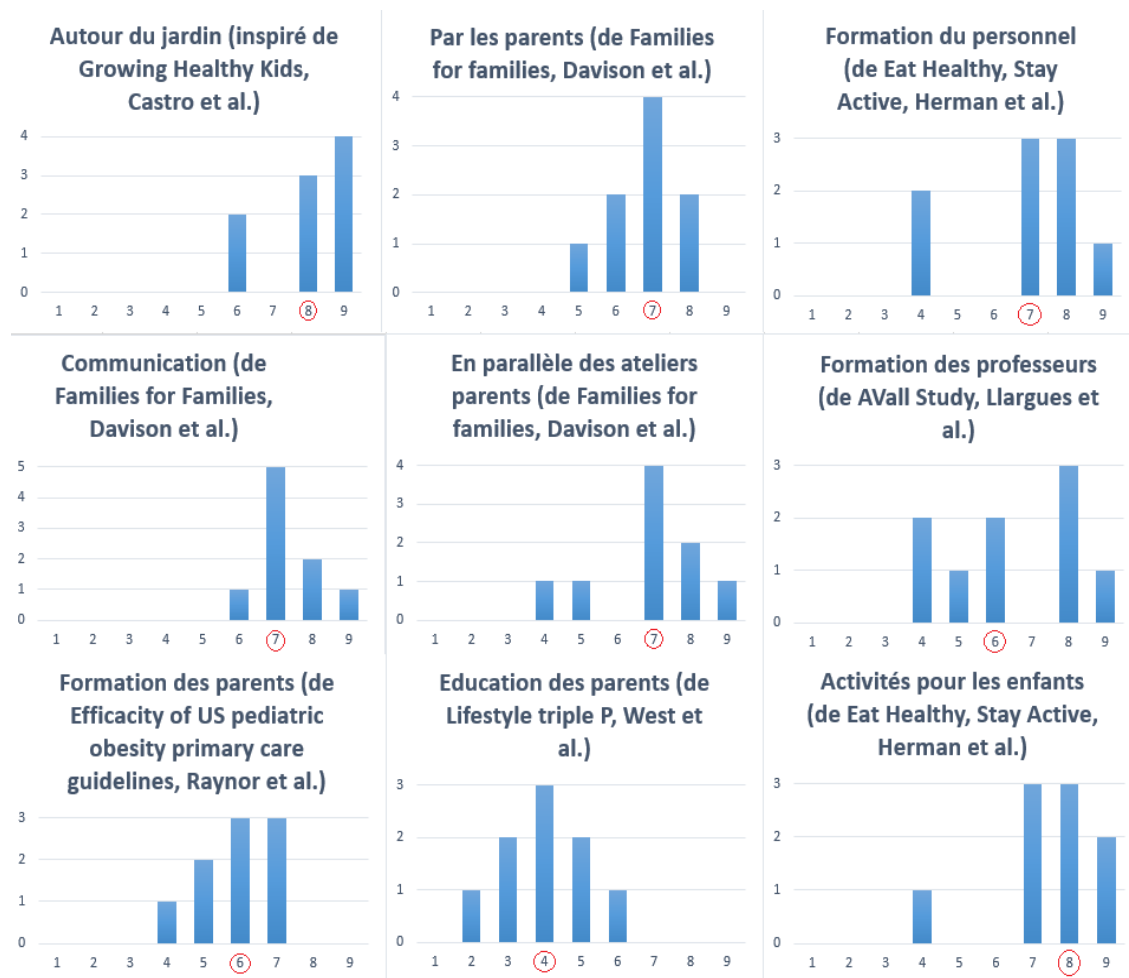 Autour du jardin (inspiré de
Growing Healthy Kids,
Castro et al.)
4
3
2
1
0
1 2 3 4 5 6 7 8 9
Par les parents (de Families
for families, Davison et al.)
4
3
2
1
0
1 2 3 4 5 6 7 8 9
Formation du personnel
(de Eat Healthy, Stay
Active, Herman et al.)
3
2
1
0
1 2 3 4 5 6 7 8 9
Communication (de
Families for Families,
Davison et al.)
5
4
3
2
1
0
1 2 3 4 5 6 7 8 9
En parallèle des ateliers
parents (de Families for
families, Davison et al.)
4
3
2
1
0
1 2 3 4 5 6 7 8 9
Formation des professeurs
(de AVall Study, Llargues et
al.)
3
2
1
0
1 2 3 4 5 6 7 8 9
Formation des parents (de
Efficacity of US pediatric
obesity primary care
guidelines, Raynor et al.)
3
2
1
0
1 2 3 4 5 6 7 8 9
Education des parents (de
Lifestyle triple P, West et
al.)
3
2
1
0
1 2 3 4 5 6 7 8 9
Activités pour les enfants
(de Eat Healthy, Stay Active,
Herman et al.)
3
2
1
0
1 2 3 4 5 6 7 8 9